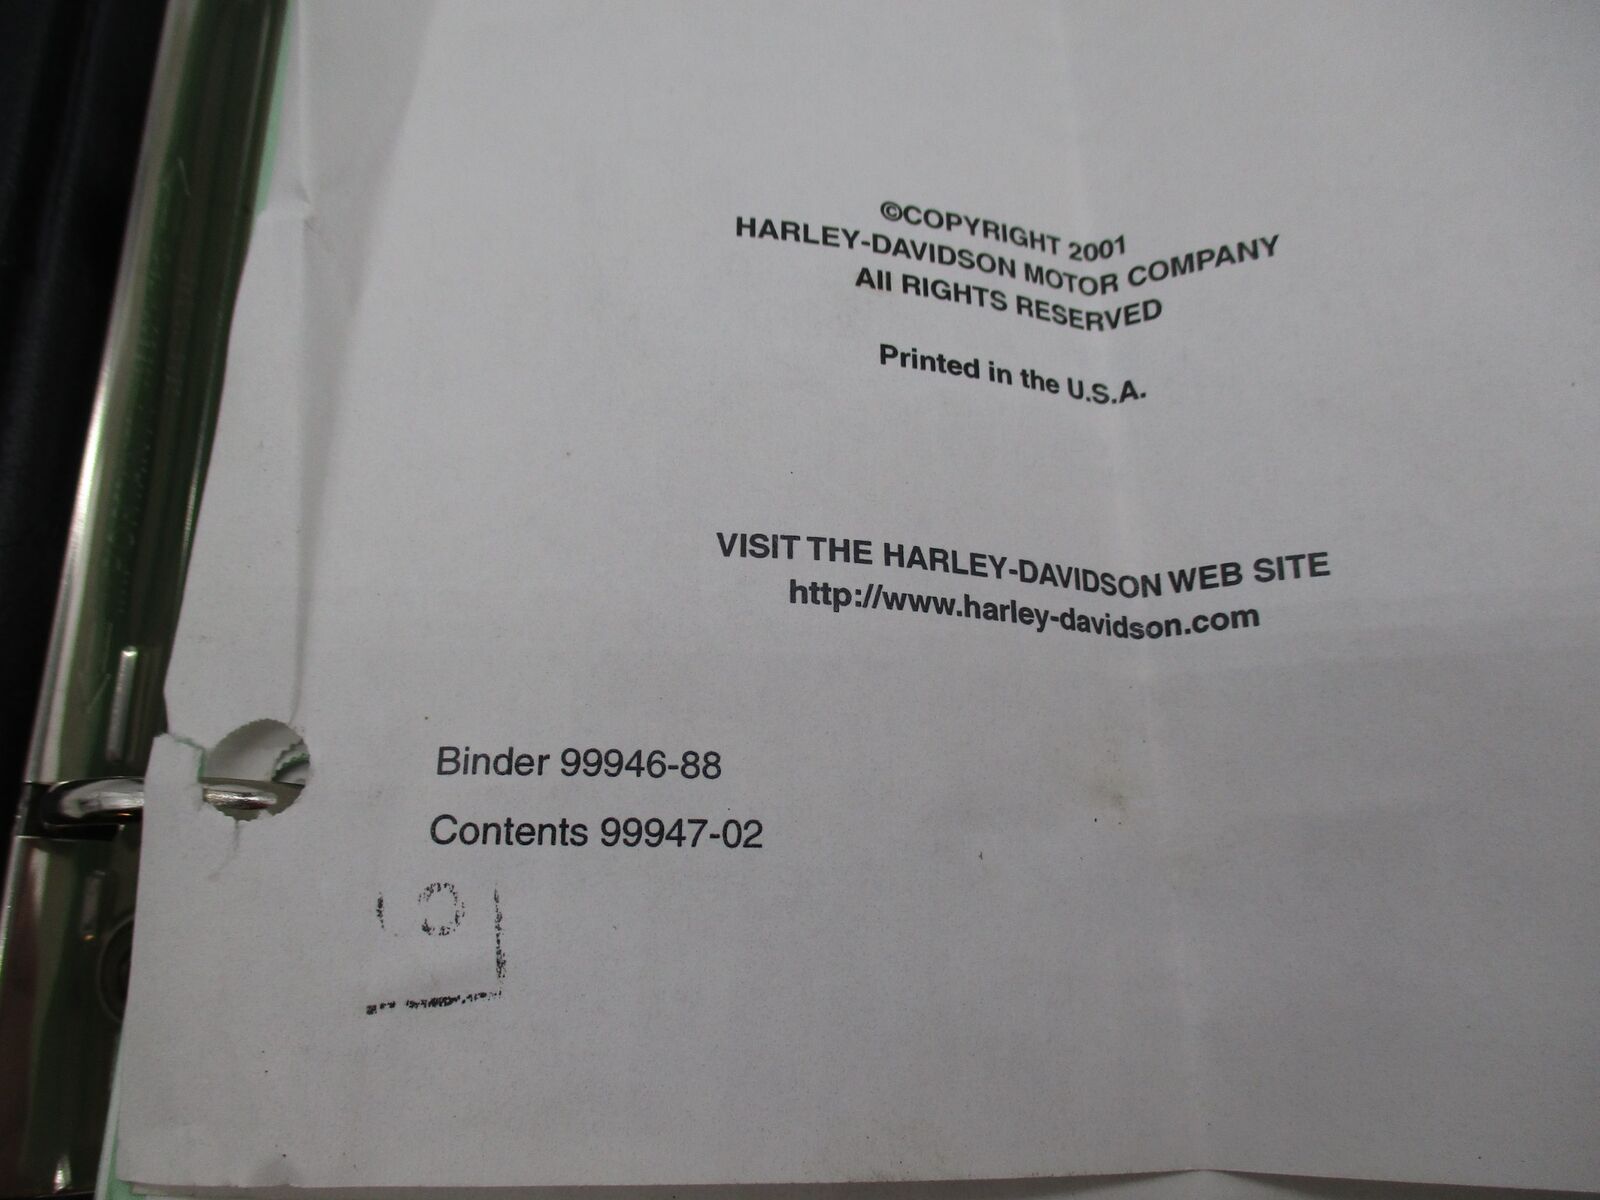 ©COPYRIGHT 2001
HARLEY-DAVIDSON MOTOR COMPANY
All RIGHTS RESERVED
Printed in the U.S.A.
VISIT THE HARLEY-DAVIDSON WEB SITE
http://www.harley-davidson.com
Binder 99946-88
Contents 99947-02